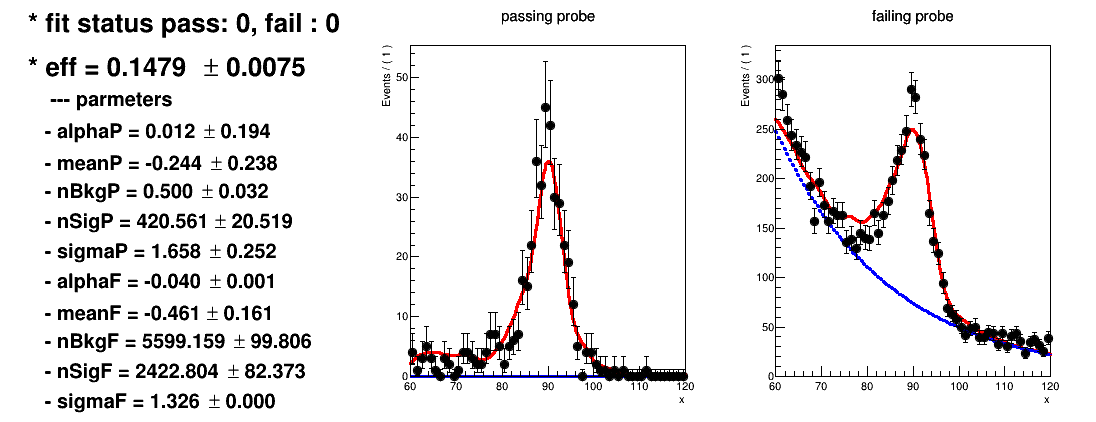 * fit status pass: 0, fail : 0
* eff = 0.1479 ± 0.0075
--- parmeters
- alphaP = 0.012 ± 0.194
- meanP = -0.244 ± 0.238
- nBkgP = 0.500 ± 0.032
- nSigP = 420.561 ± 20.519
- sigmaP = 1.658 ± 0.252
- alphaF = -0.040 ± 0.001
- meanF = -0.461 ± 0.161
- nBkgF = 5599.159 ± 99.806
- nSigF = 2422.804 ± 82.373
- sigmaF = 1.326 ± 0.000
passing probe
Events / ( 1 )
50
40
30
20
10
0
60 70 80 90 100 110 120
x
failing probe
Events / ( 1 )
300
250
200
150
100
50
0
60 70 80 90 100 110 120
x